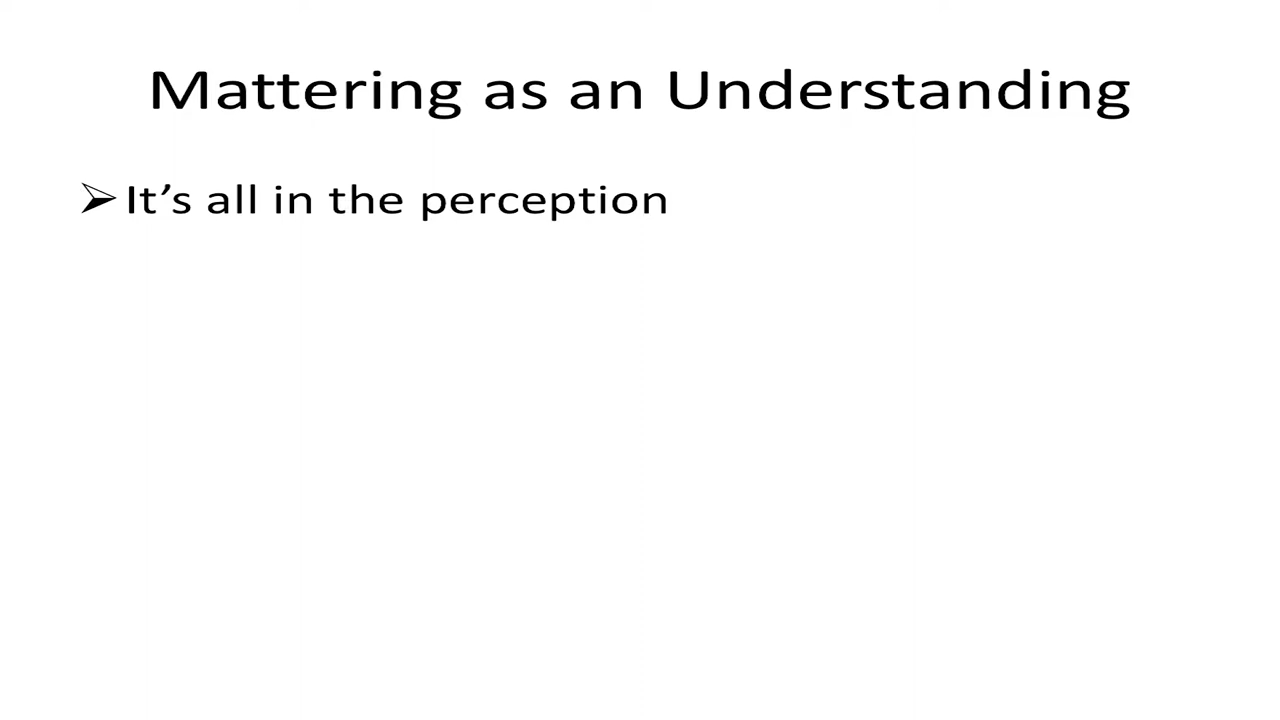 Mattering as an Understanding
➢It’s all in the perception